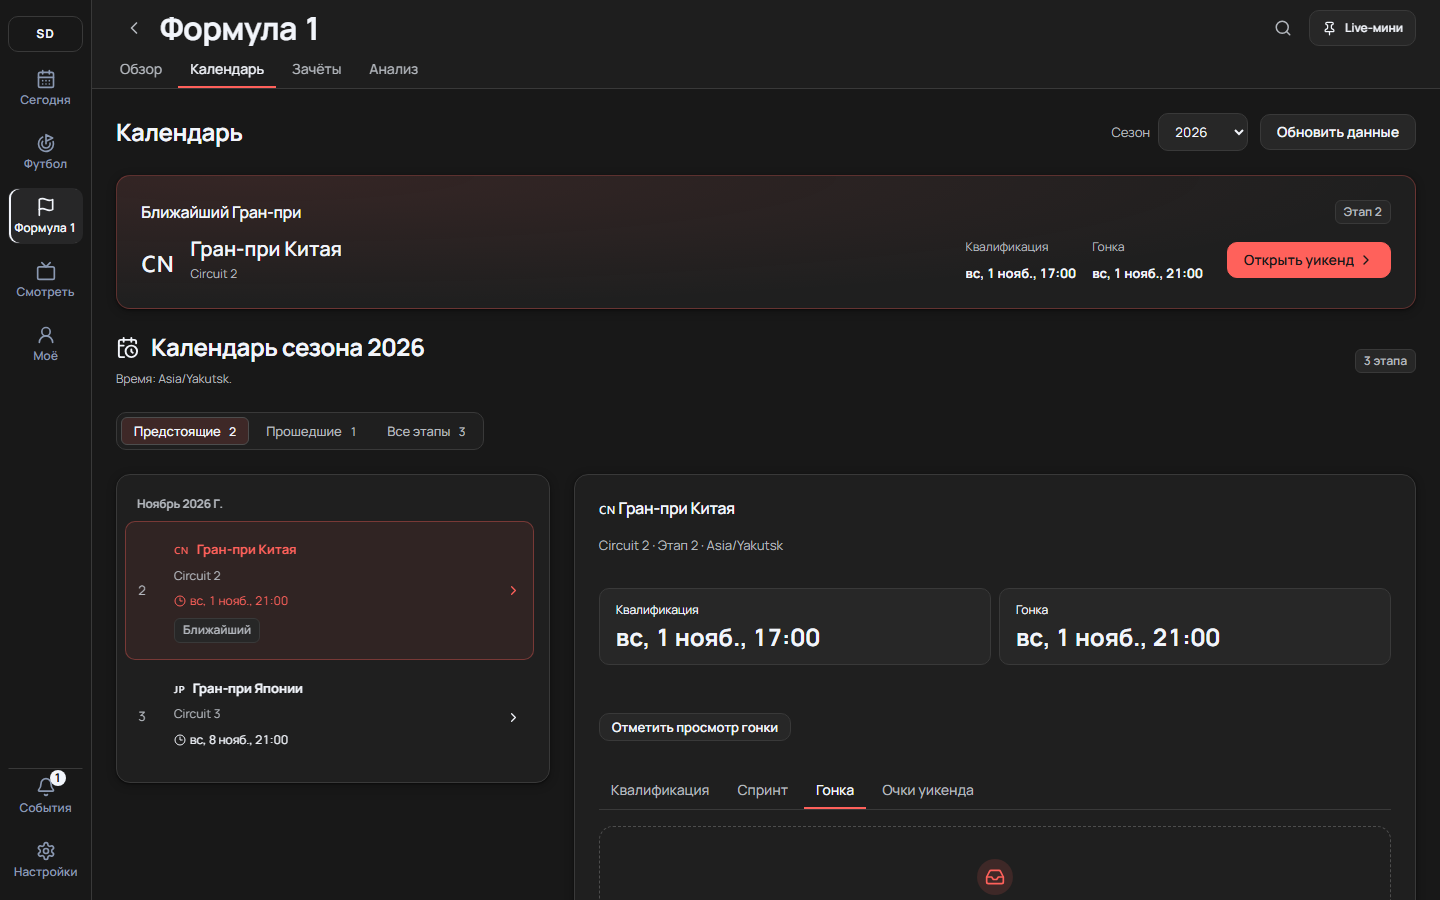 SD
Сегодня
Футбол
Формула 1
Смотреть
Моё
1
События
Настройки
Формула 1
Live-мини
Обзор
Календарь
Зачёты
Анализ
Календарь
Сезон
2026
Обновить данные
Ближайший Гран-при
Этап 2
CN
Гран-при Китая
Circuit 2
Квалификация
вс, 1 нояб., 17:00
Гонка
вс, 1 нояб., 21:00
Открыть уикенд
Календарь сезона 2026
Время: Asia/Yakutsk.
3 этапа
Предстоящие 2
Прошедшие 1
Все этапы 3
Ноябрь 2026 Г.
2
CN Гран-при Китая
Circuit 2
вс, 1 нояб., 21:00
Ближайший
3
JP Гран-при Японии
Circuit 3
вс, 8 нояб., 21:00
CN Гран-при Китая
Circuit 2 · Этап 2 · Asia/Yakutsk
Квалификация
вс, 1 нояб., 17:00
Гонка
вс, 1 нояб., 21:00
Отметить просмотр гонки
Квалификация
Спринт
Гонка
Очки уикенда